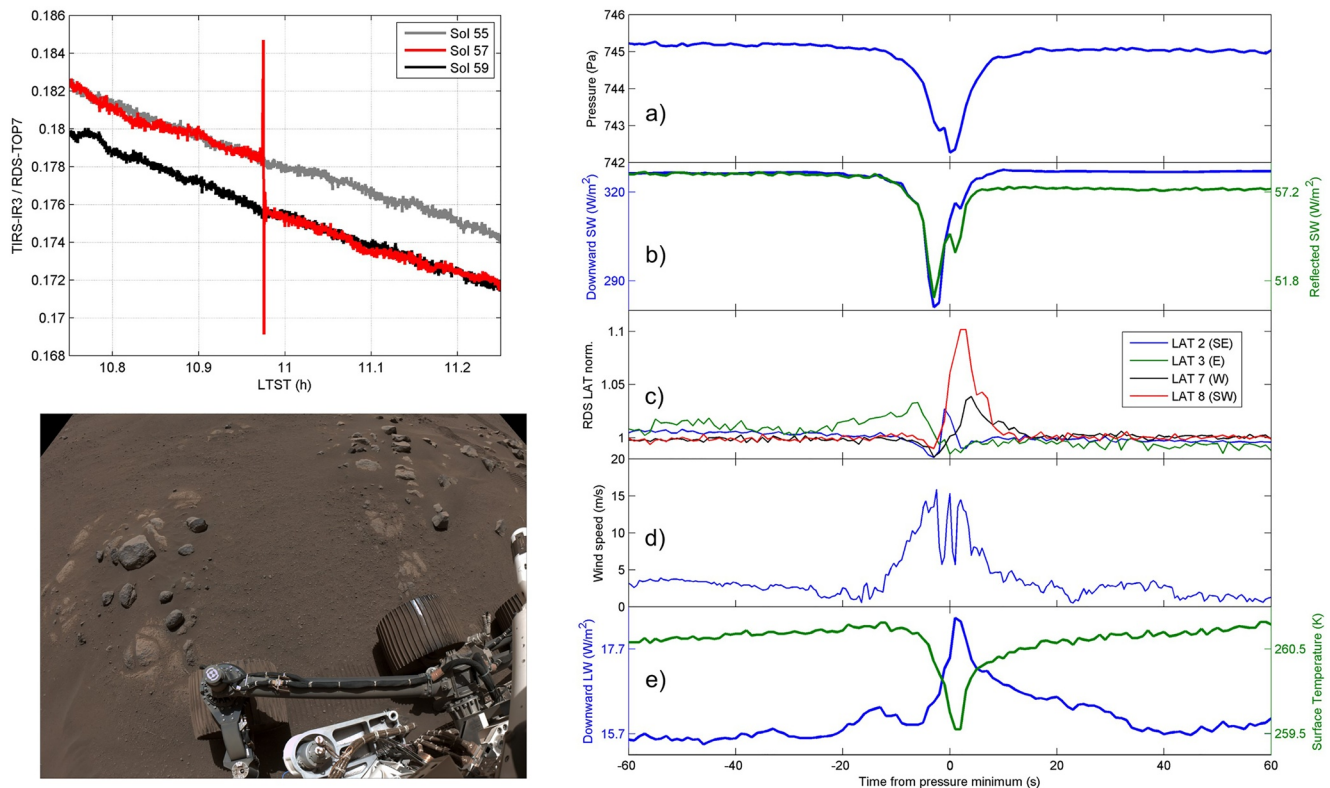 0.186
0.184
0.182
0.18
0.178
0.176
0.174
0.172
0.17
0.168
TIRS-IR3 / RDS-TOP7
Sol 55
Sol 57
Sol 59
10.8 10.9 11 11.1 11.2
LTST (h)
746
745
744
743
742
Pressure (Pa)
a)
320
290
Downward SW (W/m²)
b)
57.2
51.8
Reflected SW (W/m²)
1.1
1.05
1
RDS LAT norm.
c)
LAT 2 (SE)
LAT 3 (E)
LAT 7 (W)
LAT 8 (SW)
20
15
10
5
0
Wind speed (m/s)
d)
17.7
15.7
Downward LW (W/m²)
e)
260.5
259.5
Surface Temperature (K)
-60 -40 -20 0 20 40 60
Time from pressure minimum (s)